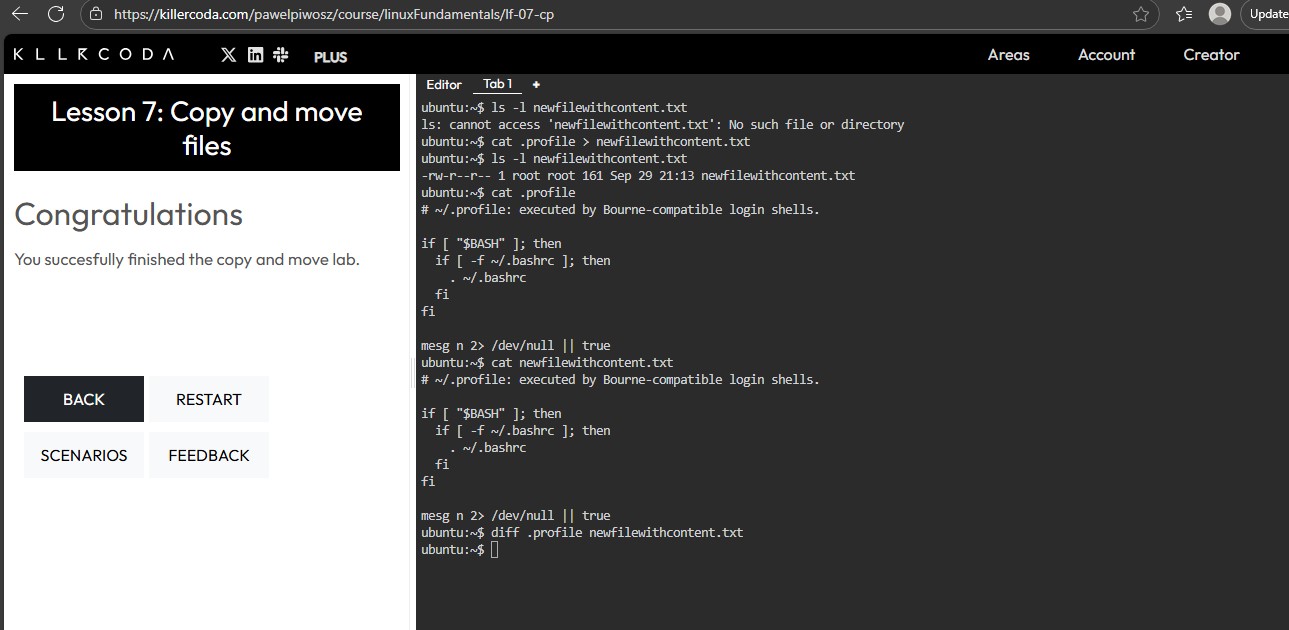 https://killercoda.com/pawelpiwosz/course/linuxFundamentals/lf-07-cp
Update
KLLRCODA
PLUS
Areas
Account
Creator
Lesson 7: Copy and move
files
Congratulations
You succesfully finished the copy and move lab.
BACK
RESTART
SCENARIOS
FEEDBACK
Editor
Tab 1
+
ubuntu:~$ ls -l newfilewithcontent.txt
ls: cannot access 'newfilewithcontent.txt': No such file or directory
ubuntu:~$ cat .profile > newfilewithcontent.txt
ubuntu:~$ ls -l newfilewithcontent.txt
-rw-r--r-- 1 root root 161 Sep 29 21:13 newfilewithcontent.txt
ubuntu:~$ cat .profile
# ~/.profile: executed by Bourne-compatible login shells.

if [ "$BASH" ]; then
  if [ -f ~/.bashrc ]; then
    . ~/.bashrc
  fi
fi

mesg n 2> /dev/null || true
ubuntu:~$ cat newfilewithcontent.txt
# ~/.profile: executed by Bourne-compatible login shells.

if [ "$BASH" ]; then
  if [ -f ~/.bashrc ]; then
    . ~/.bashrc
  fi
fi

mesg n 2> /dev/null || true
ubuntu:~$ diff .profile newfilewithcontent.txt
ubuntu:~$